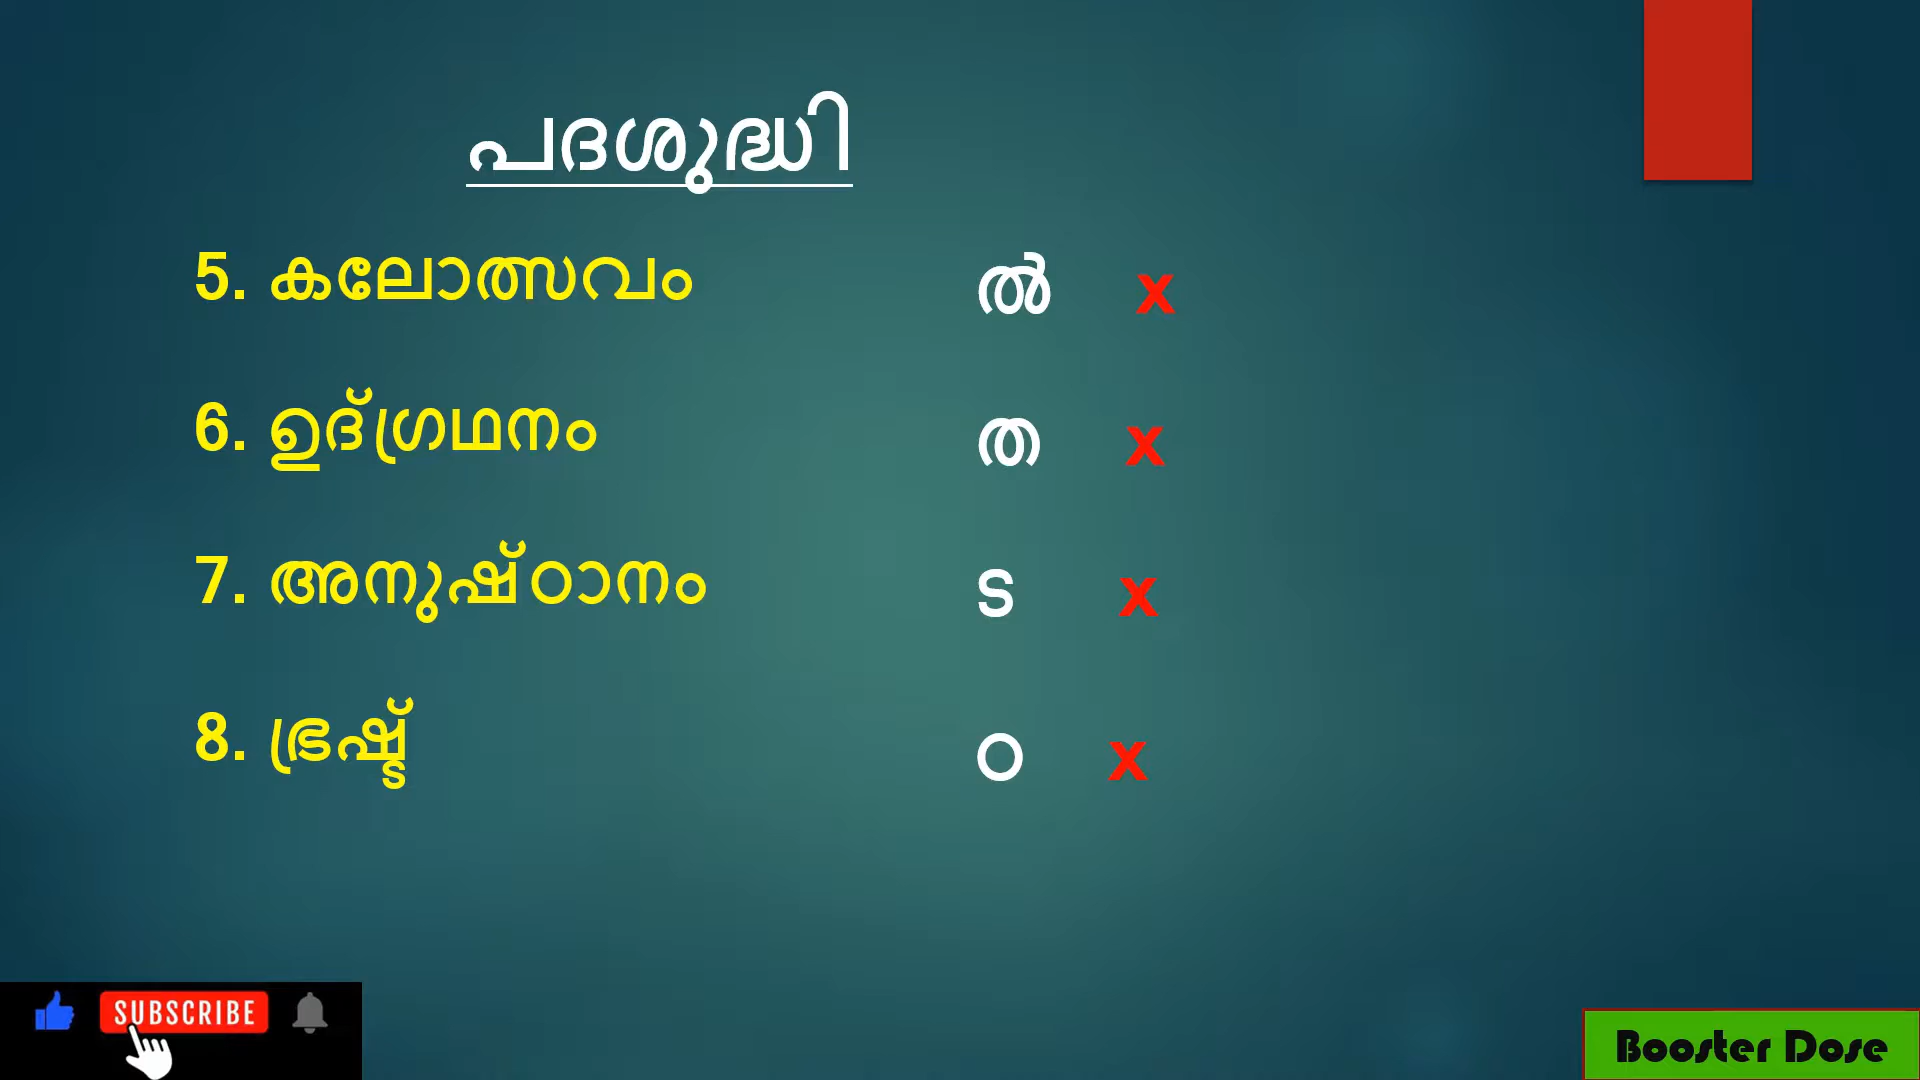 പദശുദ്ധി
5. കലോത്സവം ൽ x
6. ഉദ്ഗ്രഥനം ത x
7. അനുഷ്ഠാനം ട x
8. ഭ്രഷ്ട് ഠ x
SUBSCRIBE
Booster Dose